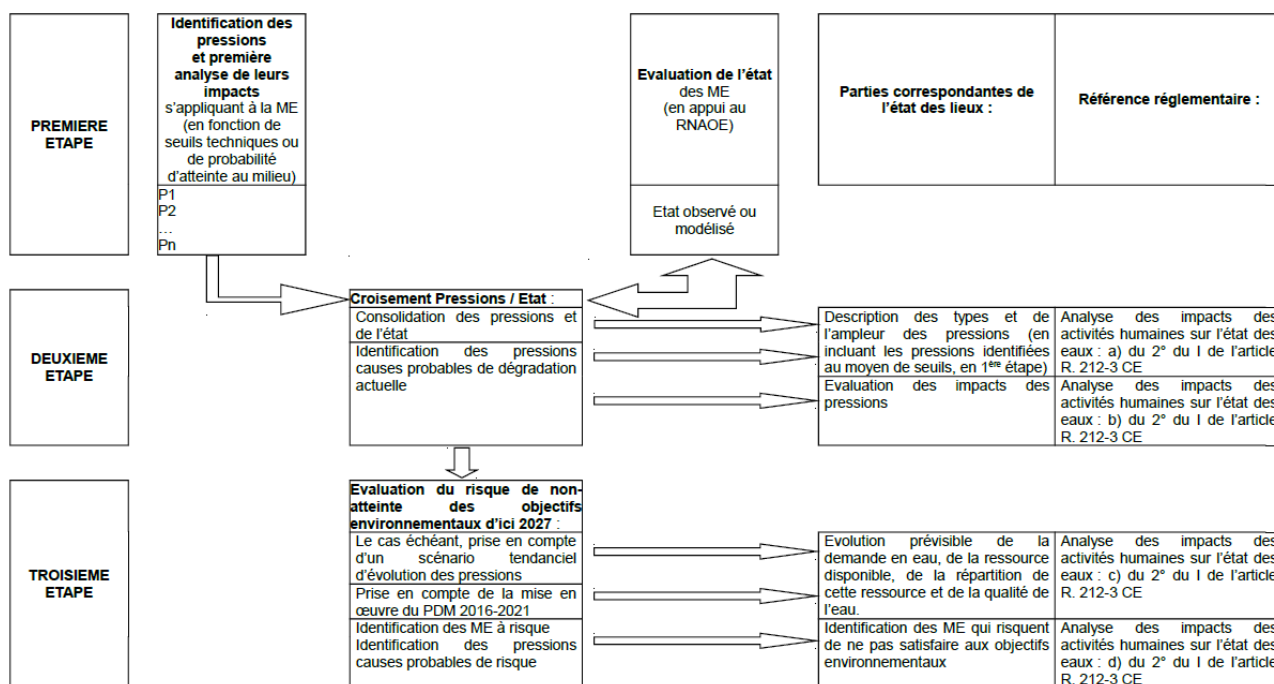 PREMIERE
ETAPE
Identification des
pressions
et première
analyse de leurs
impacts
s'appliquant à la ME
(en fonction de
seuils techniques ou
de probabilité
d'atteinte au milieu)
P1
P2
…
Pn
Evaluation de l'état
des ME
(en appui au
RNAOE)
Etat observé ou
modélisé
Parties correspondantes de
l'état des lieux :
Référence réglementaire :
DEUXIEME
ETAPE
Croisement Pressions / Etat :
Consolidation des pressions et
de l'état
Identification des pressions
causes probables de dégradation
actuelle
Description des types et de
l'ampleur des pressions (en
incluant les pressions identifiées
au moyen de seuils, en 1ère étape)
Evaluation des impacts des
pressions
Analyse des impacts des
activités humaines sur l'état des
eaux : a) du 2° du I de l'article
R. 212-3 CE
Analyse des impacts des
activités humaines sur l'état des
eaux : b) du 2° du I de l'article
R. 212-3 CE
TROISIEME
ETAPE
Evaluation du risque de non-
atteinte des objectifs
environnementaux d'ici 2027 :
Le cas échéant, prise en compte
d'un scénario tendanciel
d'évolution des pressions
Prise en compte de la mise en
œuvre du PDM 2016-2021
Identification des ME à risque
Identification des pressions
causes probables de risque
Evolution prévisible de la
demande en eau, de la ressource
disponible, de la répartition de
cette ressource et de la qualité de
l'eau.
Identification des ME qui risquent
de ne pas satisfaire aux objectifs
environnementaux
Analyse des impacts des
activités humaines sur l'état des
eaux : c) du 2° du I de l'article
R. 212-3 CE
Analyse des impacts des
activités humaines sur l'état des
eaux : d) du 2° du I de l'article
R. 212-3 CE